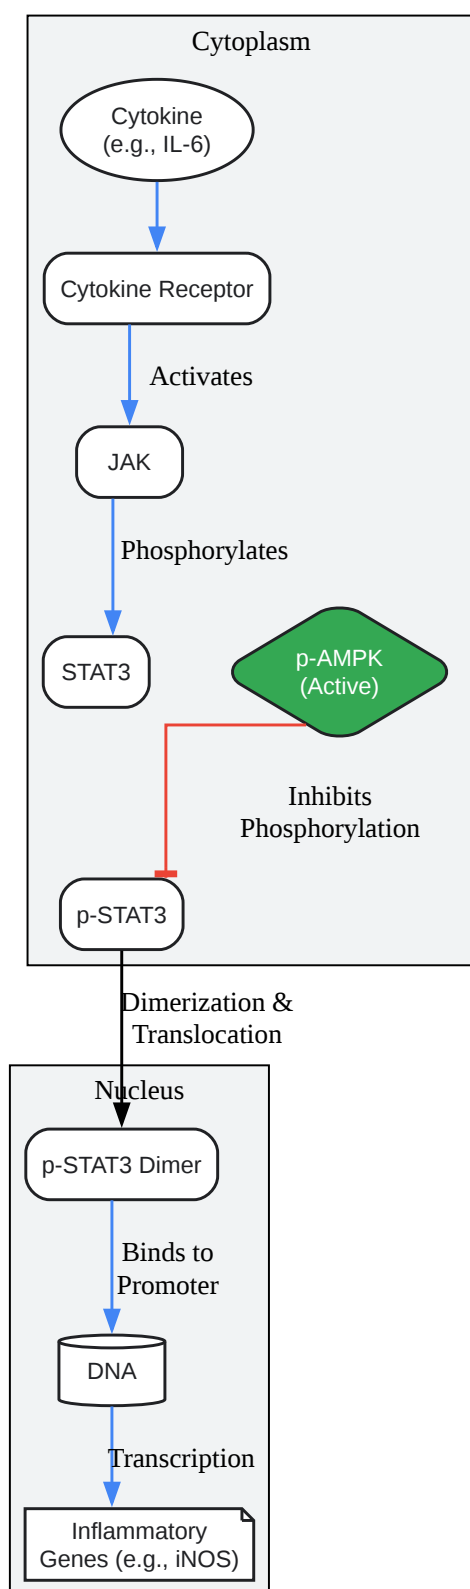 Cytoplasm
Cytokine
(e.g., IL-6)
Cytokine Receptor
Activates
JAK
Phosphorylates
STAT3
p-AMPK
(Active)
Inhibits
Phosphorylation
p-STAT3
Dimerization &
Translocation
Nucleus
p-STAT3 Dimer
Binds to
Promoter
DNA
Transcription
Inflammatory
Genes (e.g., iNOS)